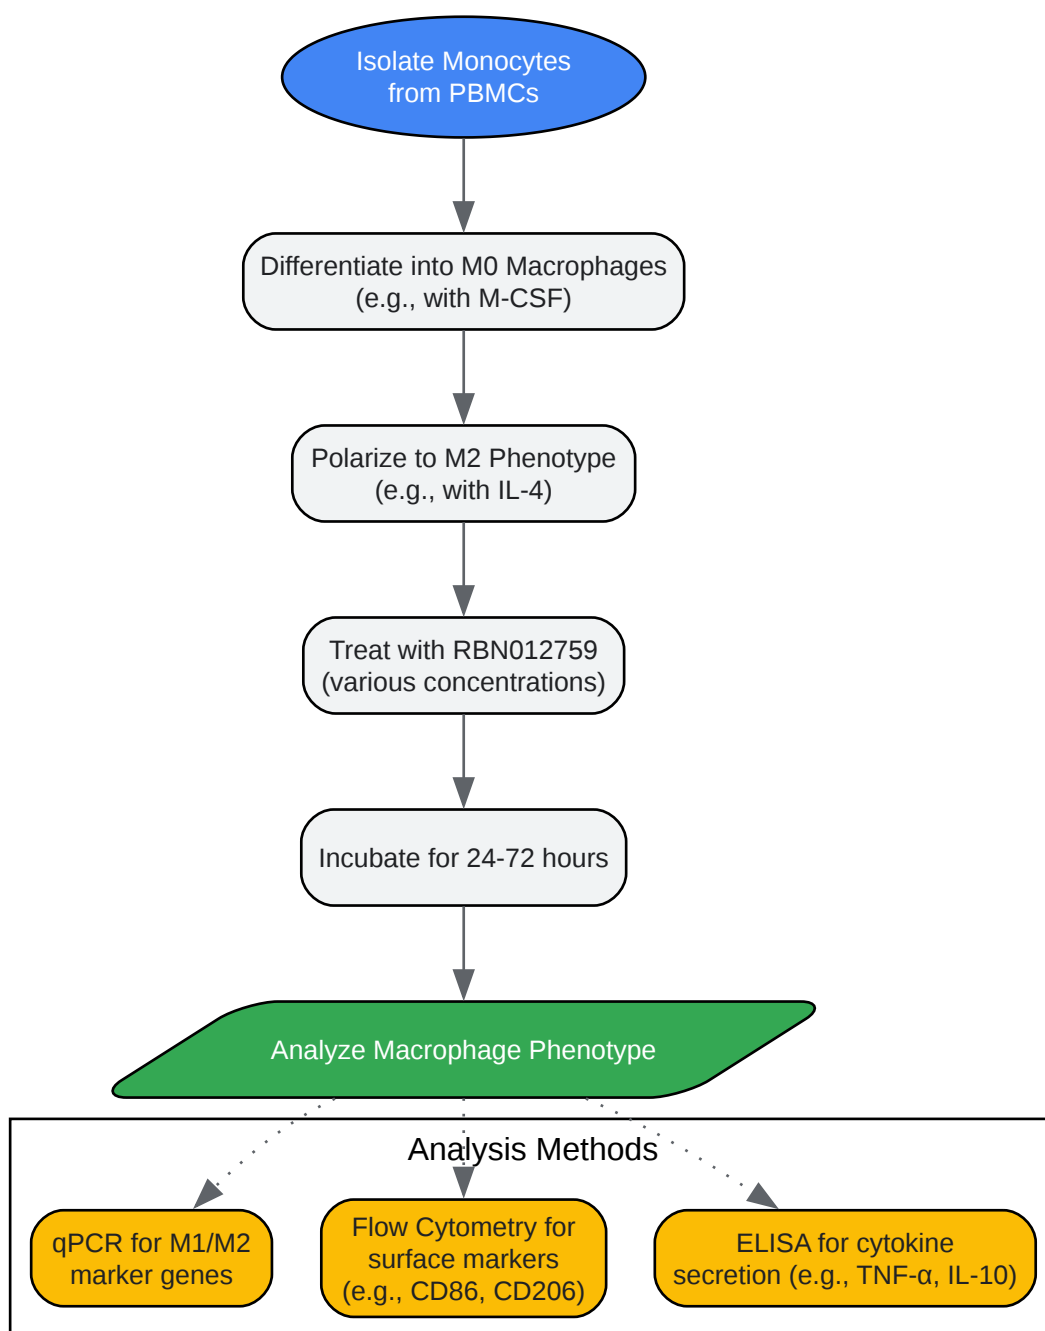 Isolate Monocytes
from PBMCs
Differentiate into M0 Macrophages
(e.g., with M-CSF)
Polarize to M2 Phenotype
(e.g., with IL-4)
Treat with RBN012759
(various concentrations)
Incubate for 24-72 hours
Analyze Macrophage Phenotype
Analysis Methods
qPCR for M1/M2
marker genes
Flow Cytometry for
surface markers
(e.g., CD86, CD206)
ELISA for cytokine
secretion (e.g., TNF-α, IL-10)